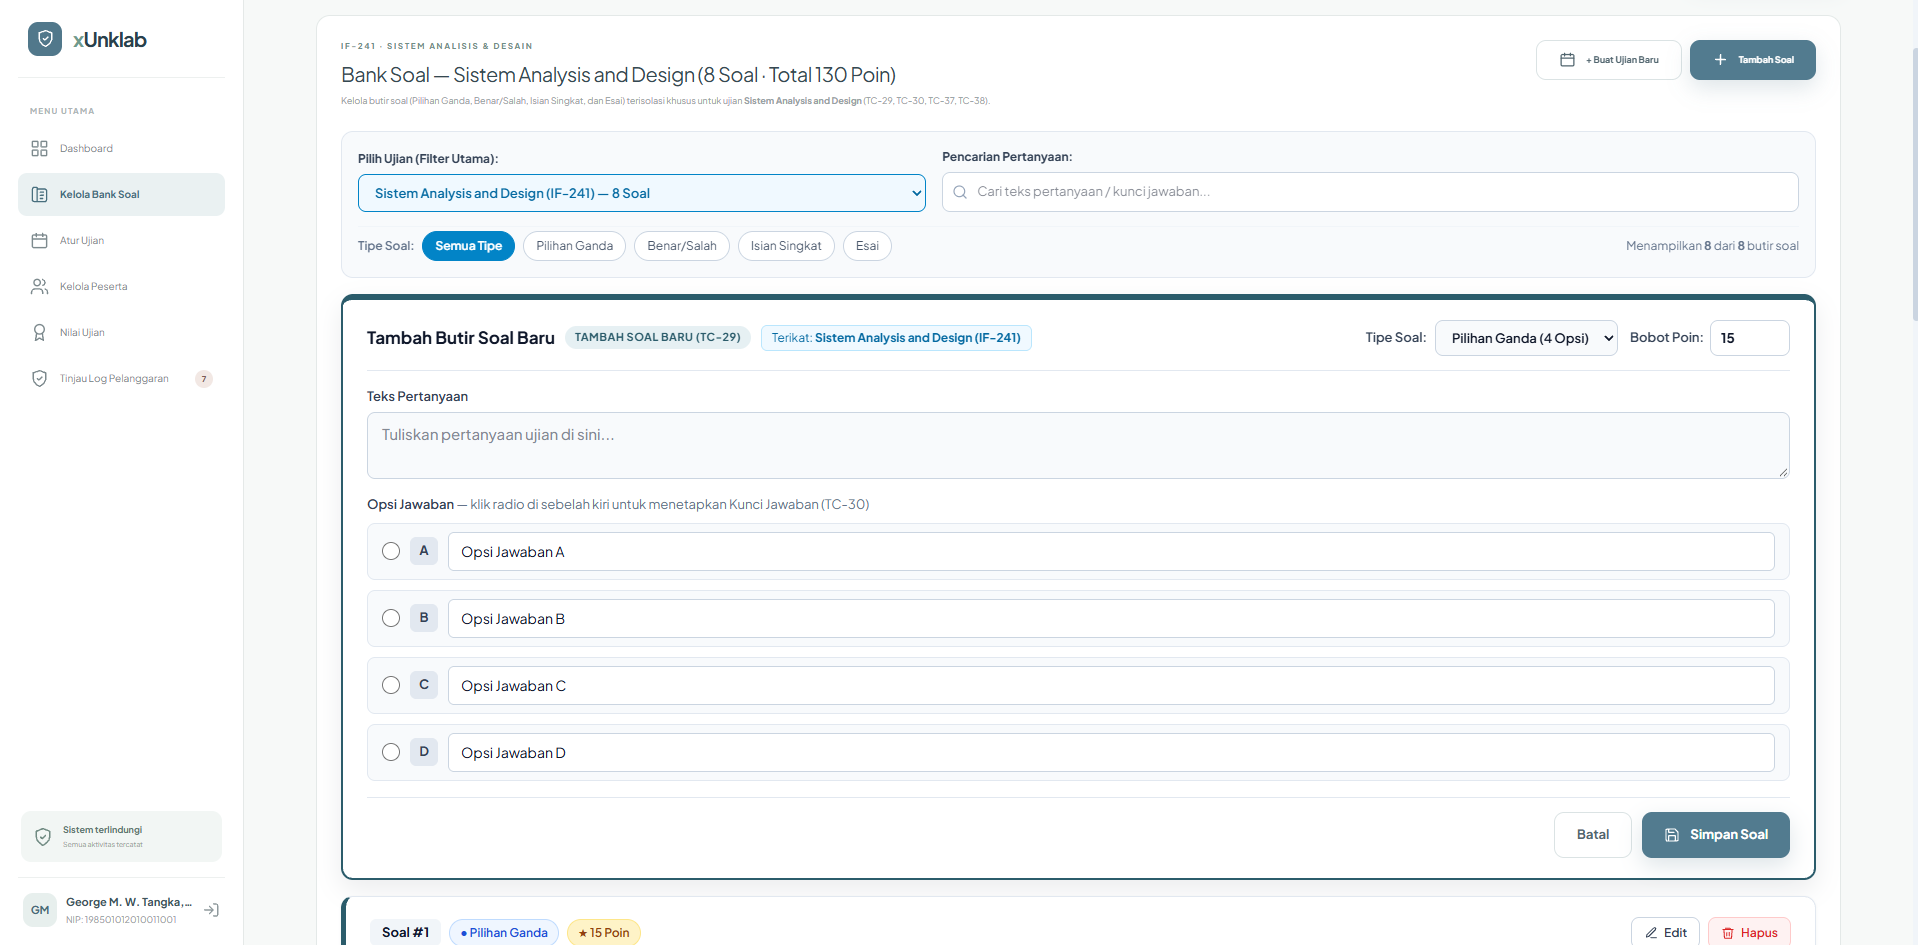 xUnklab
MENU UTAMA
Dashboard
Kelola Bank Soal
Atur Ujian
Kelola Peserta
Nilai Ujian
Tinjau Log Pelanggaran 7
Sistem terlindungi
Semua aktivitas tercatat
GM George M. W. Tangka,...
NIP: 198501012010011001
IF-241 · SISTEM ANALISIS & DESAIN
Bank Soal — Sistem Analysis and Design (8 Soal · Total 130 Poin)
Kelola butir soal (Pilihan Ganda, Benar/Salah, Isian Singkat, dan Esai) terisolasi khusus untuk ujian Sistem Analysis and Design (TC-29, TC-30, TC-37, TC-38).
+ Buat Ujian Baru
Tambah Soal
Pilih Ujian (Filter Utama):
Sistem Analysis and Design (IF-241) — 8 Soal
Pencarian Pertanyaan:
Cari teks pertanyaan / kunci jawaban...
Tipe Soal: Semua Tipe Pilihan Ganda Benar/Salah Isian Singkat Esai
Menampilkan 8 dari 8 butir soal
Tambah Butir Soal Baru TAMBAH SOAL BARU (TC-29) Terikat: Sistem Analysis and Design (IF-241)
Tipe Soal: Pilihan Ganda (4 Opsi) Bobot Poin: 15
Teks Pertanyaan
Tuliskan pertanyaan ujian di sini...
Opsi Jawaban — klik radio di sebelah kiri untuk menetapkan Kunci Jawaban (TC-30)
A Opsi Jawaban A
B Opsi Jawaban B
C Opsi Jawaban C
D Opsi Jawaban D
Batal Simpan Soal
Soal #1 • Pilihan Ganda ★ 15 Poin Edit Hapus